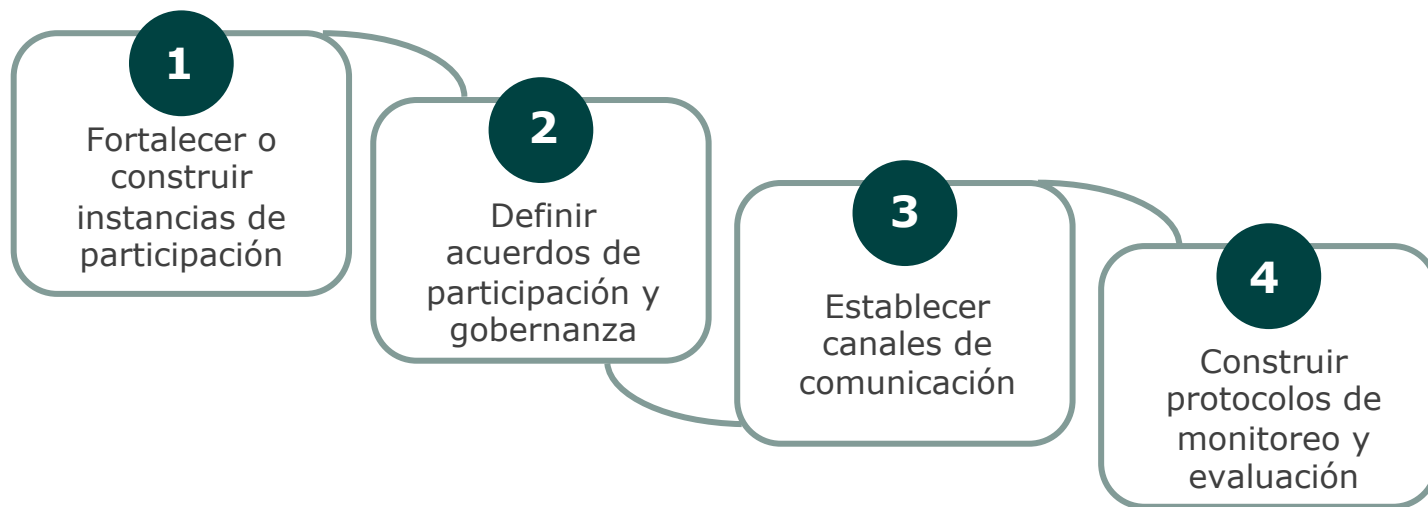 1
Fortalecer o
construir
instancias de
participación
2
Definir
acuerdos de
participación y
gobernanza
3
Establecer
canales de
comunicación
4
Construir
protocolos de
monitoreo y
evaluación